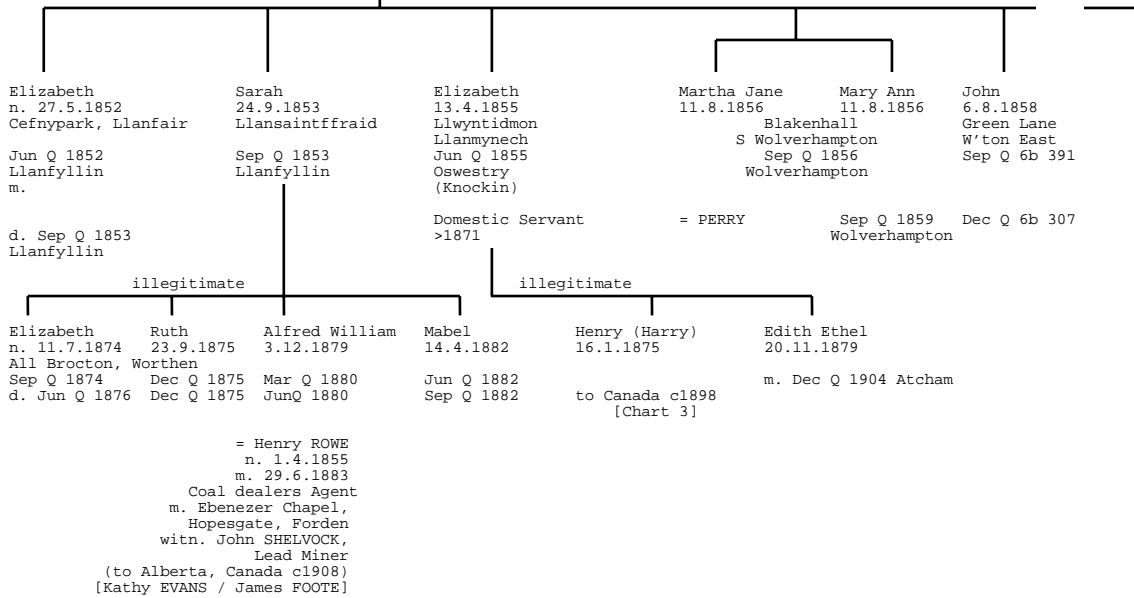 Elizabeth Sarah Elizabeth Martha Jane Mary Ann John
n. 27.5.1852 24.9.1853 13.4.1855 11.8.1856 11.8.1856 6.8.1858
Cefnypark, Llanfair Llansaintffraid Llwyntidmon Blakenhall Green Lane
Llanmynech S Wolverhampton W'ton East
Jun Q 1852 Sep Q 1853 Jun Q 1855 Sep Q 1856 Sep Q 6b 391
Llanfyllin Llanfyllin Oswestry Wolverhampton
m. (Knockin)
Domestic Servant = PERRY Sep Q 1859 Dec Q 6b 307
d. Sep Q 1853 >1871 Wolverhampton
Llanfyllin
illegitimate illegitimate
Elizabeth Ruth Alfred William Mabel Henry (Harry) Edith Ethel
n. 11.7.1874 23.9.1875 3.12.1879 14.4.1882 16.1.1875 20.11.1879
All Brocton, Worthen
Sep Q 1874 Dec Q 1875 Mar Q 1880 Jun Q 1882 m. Dec Q 1904 Atcham
d. Jun Q 1876 Dec Q 1875 JunQ 1880 Sep Q 1882 to Canada c1898
[Chart 3]
= Henry ROWE
n. 1.4.1855
m. 29.6.1883
Coal dealers Agent
m. Ebenezer Chapel,
Hopesgate, Forden
witn. John SHELVOCK,
Lead Miner
(to Alberta, Canada c1908)
[Kathy EVANS / James FOOTE]